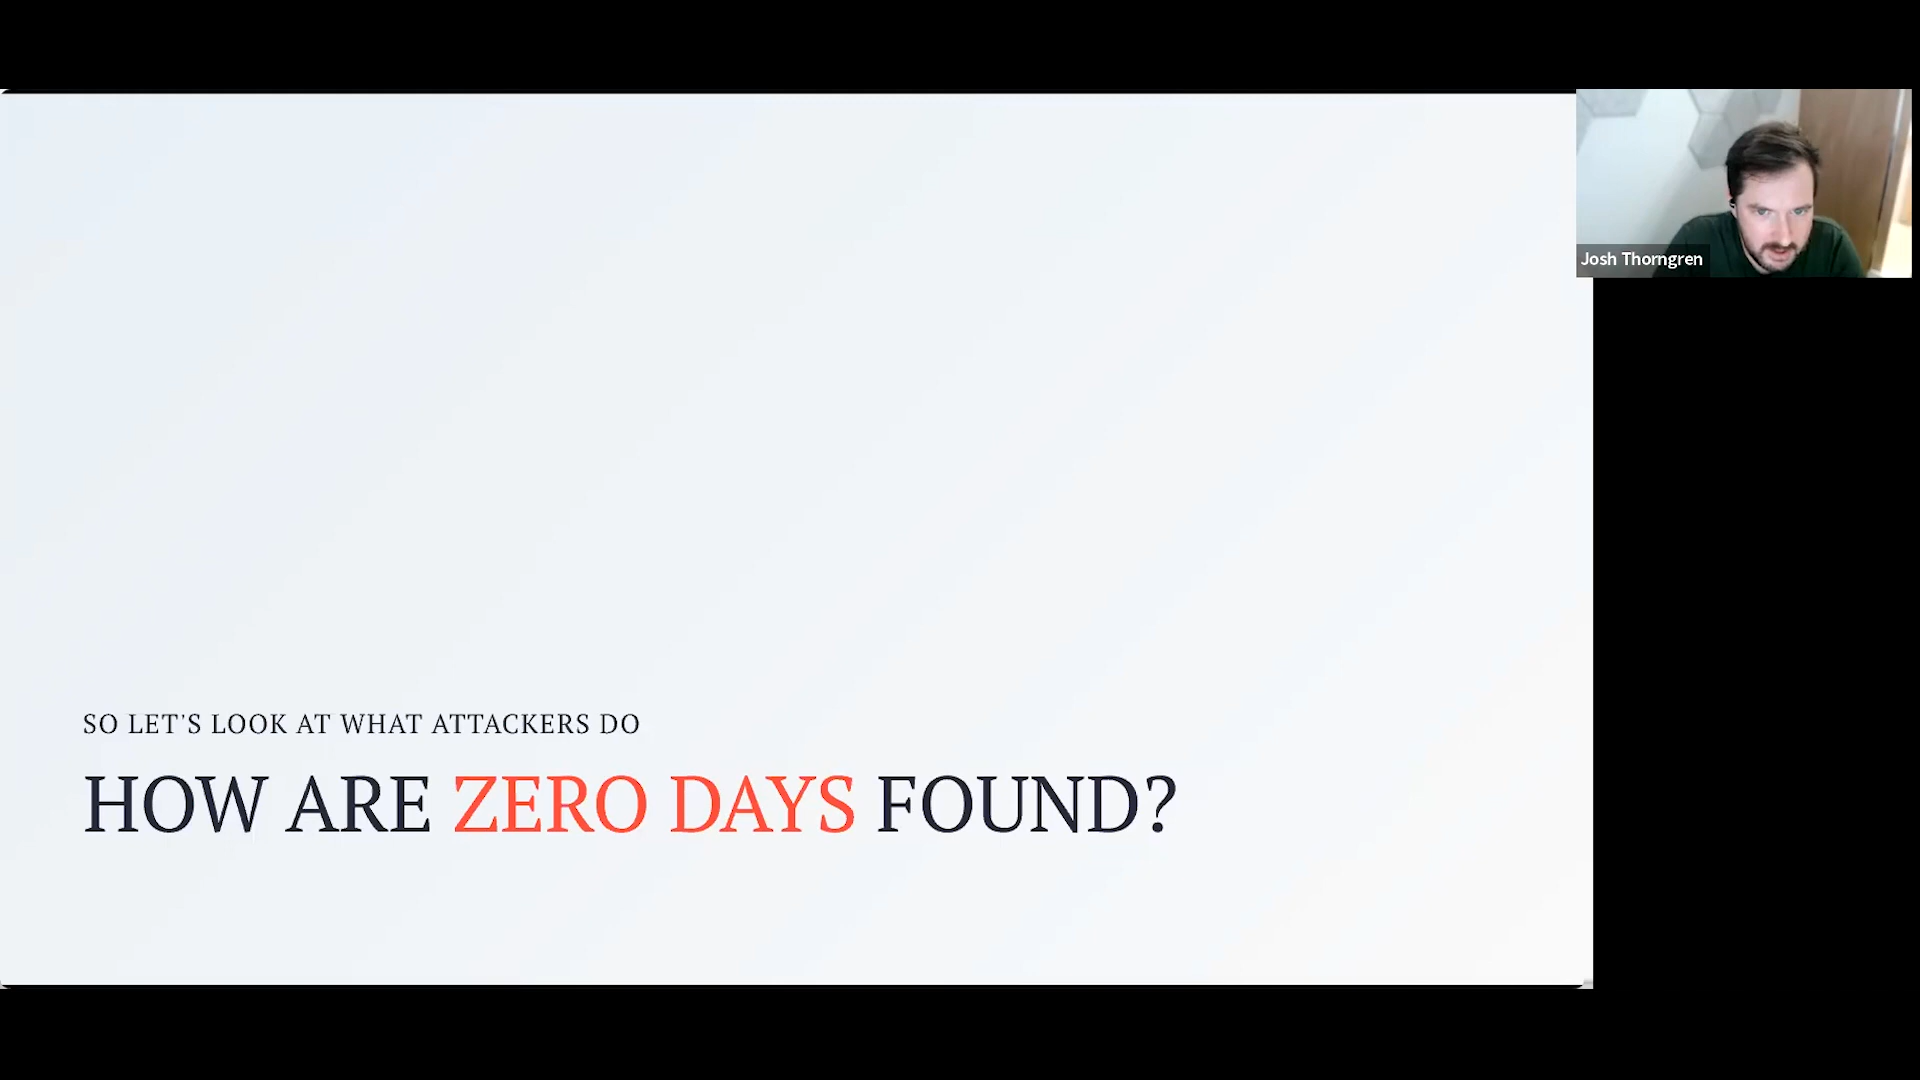 Josh Thorngren
SO LET'S LOOK AT WHAT ATTACKERS DO
HOW ARE ZERO DAYS FOUND?